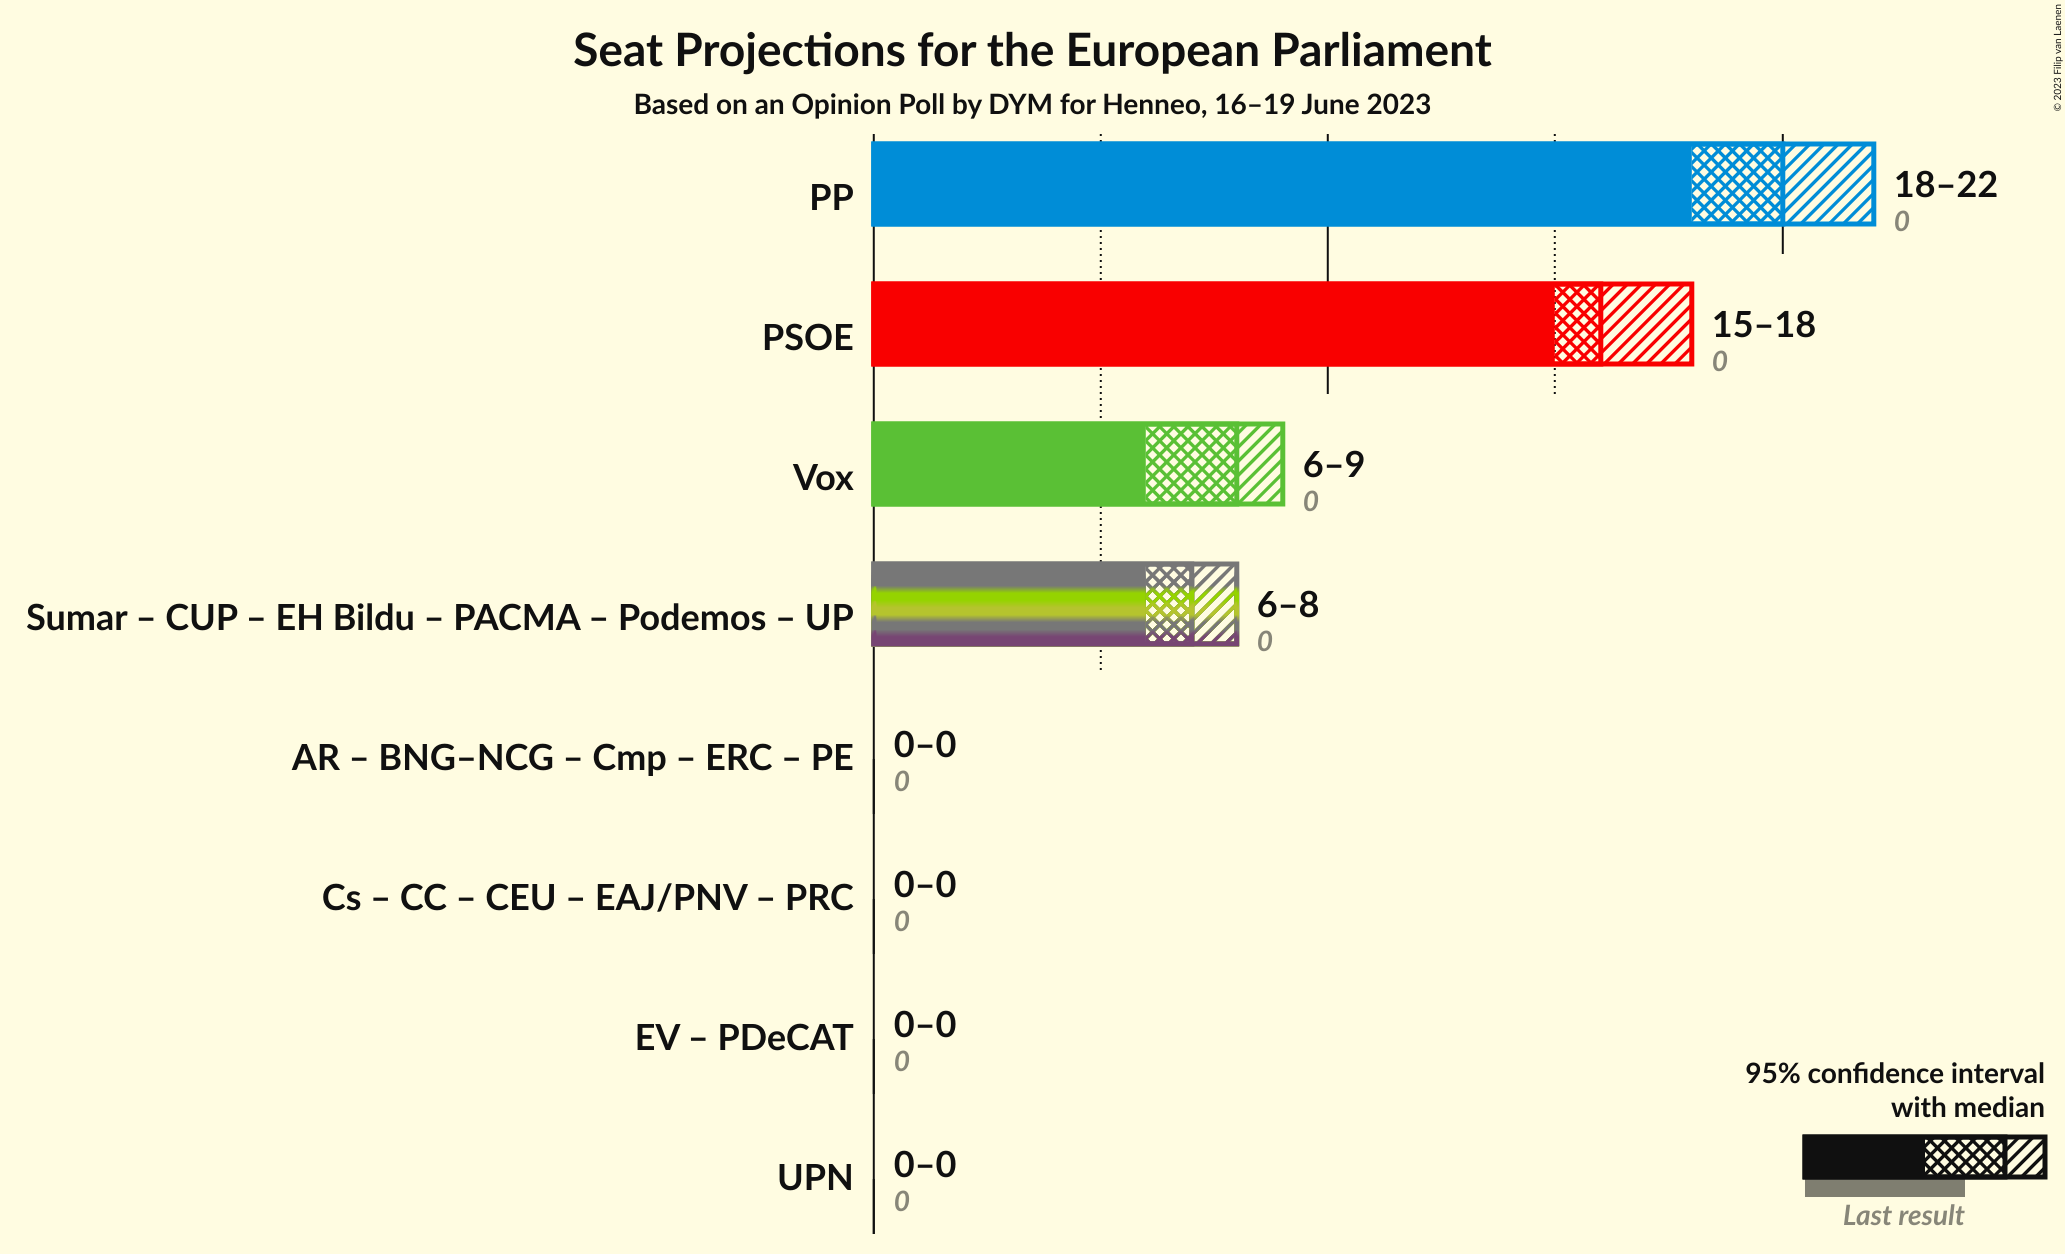 Seat Projections for the European Parliament
Based on an Opinion Poll by DYM for Henneo, 16–19 June 2023
© 2023 Filip van Laenen
PP
18–22
0
PSOE
15–18
0
Vox
6–9
0
Sumar – CUP – EH Bildu – PACMA – Podemos – UP
6–8
0
AR – BNG–NCG – Cmp – ERC – PE
0–0
0
Cs – CC – CEU – EAJ/PNV – PRC
0–0
0
EV – PDeCAT
0–0
0
UPN
0–0
0
95% confidence interval
with median
Last result